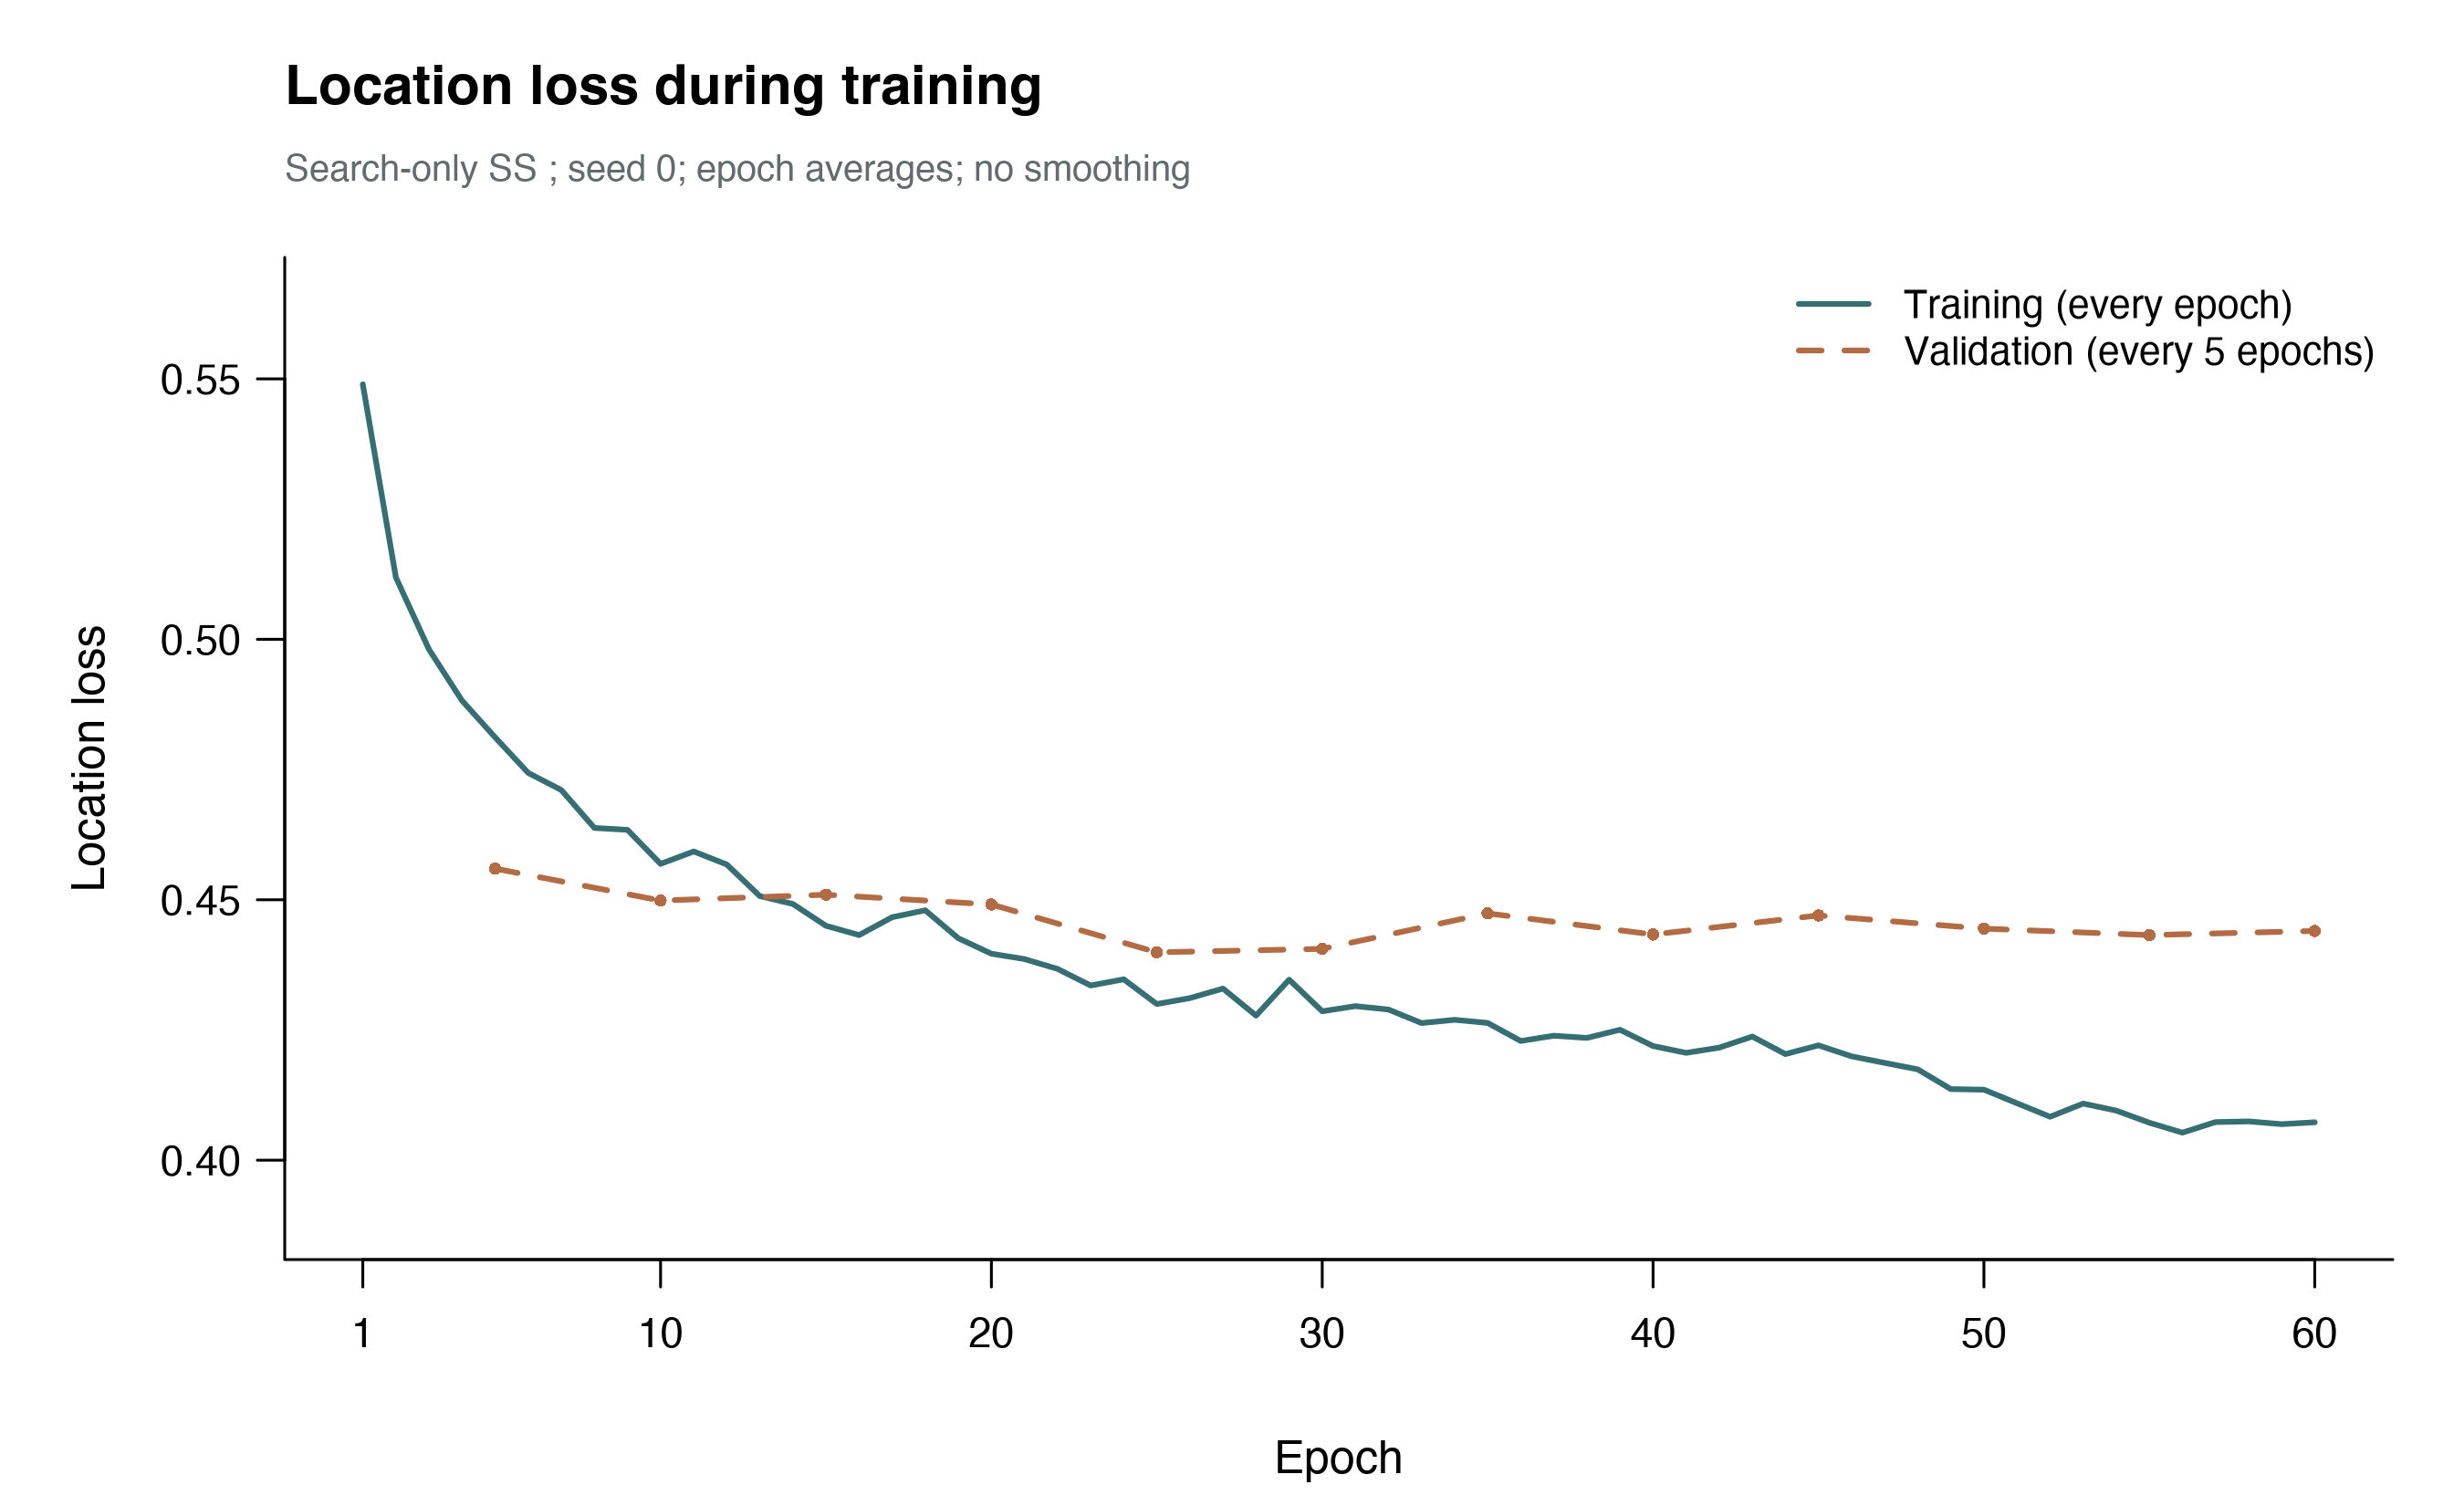 Location loss during training
Search-only SS ; seed 0; epoch averages; no smoothing
Training (every epoch)
Validation (every 5 epochs)
Location loss
0.55
0.50
0.45
0.40
1 10 20 30 40 50 60
Epoch